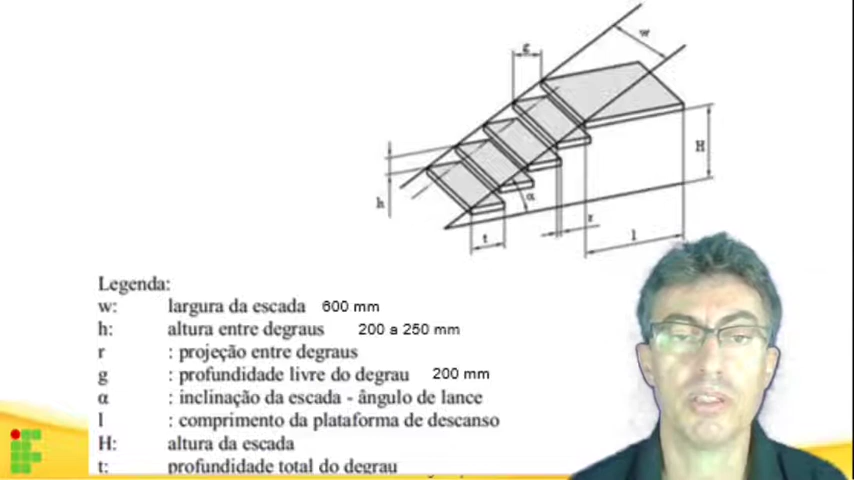 w
g
H
h
α
r
t
l
Legenda:
w: largura da escada 600 mm
h: altura entre degraus 200 a 250 mm
r : projeção entre degraus
g : profundidade livre do degrau 200 mm
α : inclinação da escada - ângulo de lance
l : comprimento da plataforma de descanso
H: altura da escada
t: profundidade total do degrau